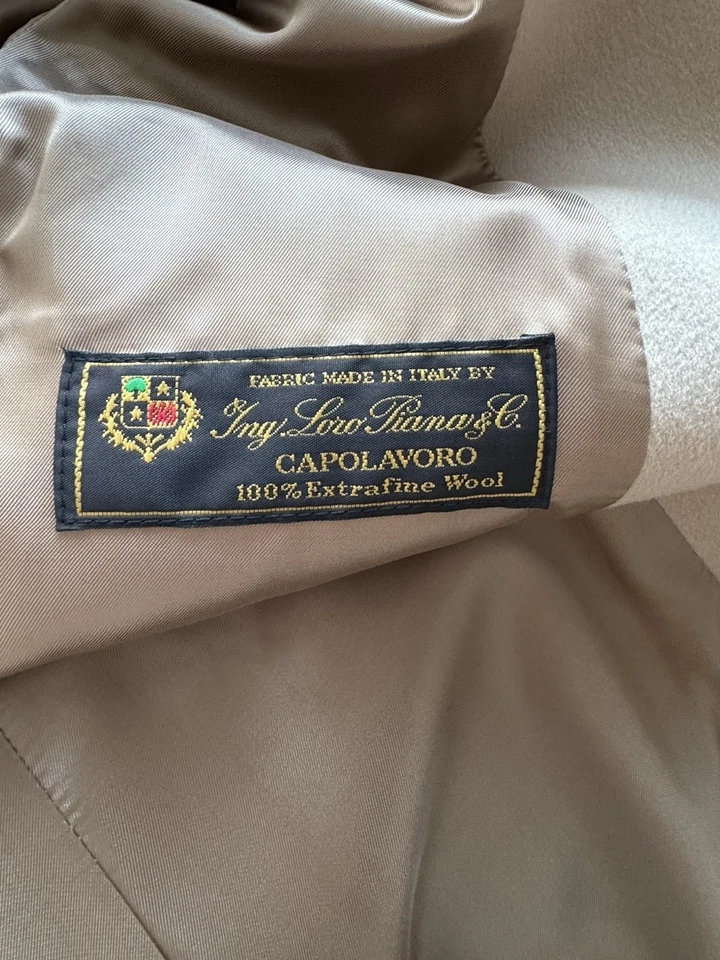 FABRIC MADE IN ITALY BY
Ing. Loro Piana & C.
CAPOLAVORO
100% Extrafine Wool